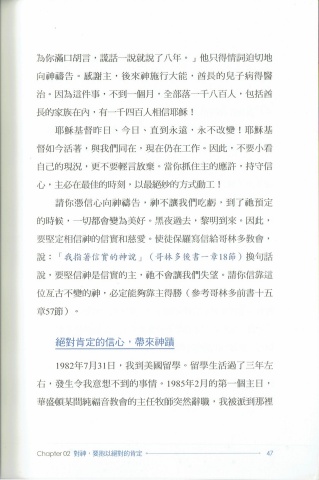 為你滿口胡言，謊話一說就說了八年。」他只得情詞迫切地
向神禱告。感謝主，後來神施行大能，酋長的兒子病得醫
治。因為這件事，不到一個月，全部落一千八百人，包括酋
長的家族在內，有一千四百人相信耶穌！
耶穌基督昨日、今日、直到永遠，永不改變！耶穌基
督如今活著，與我們同在，現在仍在工作。因此，不要小看
自己的現況，更不要輕言放棄。當你抓住主的應許，持守信
心，主必在最佳的時刻，以最絕妙的方式動工！
請你憑信心向神禱告，神不讓我們吃虧，到了祂預定
的時候，一切都會變為美好。黑夜過去，黎明到來。因此，
要堅定相信神的信實和慈愛。使徒保羅寫信給哥林多教會，
說：「我指著信實的神說」（哥林多後書一章18節）換句話
說，要堅信神是信實的主，祂不會讓我們失望。請你信靠這
位亙古不變的神，必定能夠靠主得勝（參考哥林多前書十五
章57節）。
絕對肯定的信心，帶來神蹟
1982年7月31日，我到美國留學。留學生活過了三年左
右，發生令我意想不到的事情。1985年2月的第一個主日，
華盛頓某間純福音教會的主任牧師突然辭職，我被派到那裡
Chapter 02 對神，要抱以絕對的肯定 47